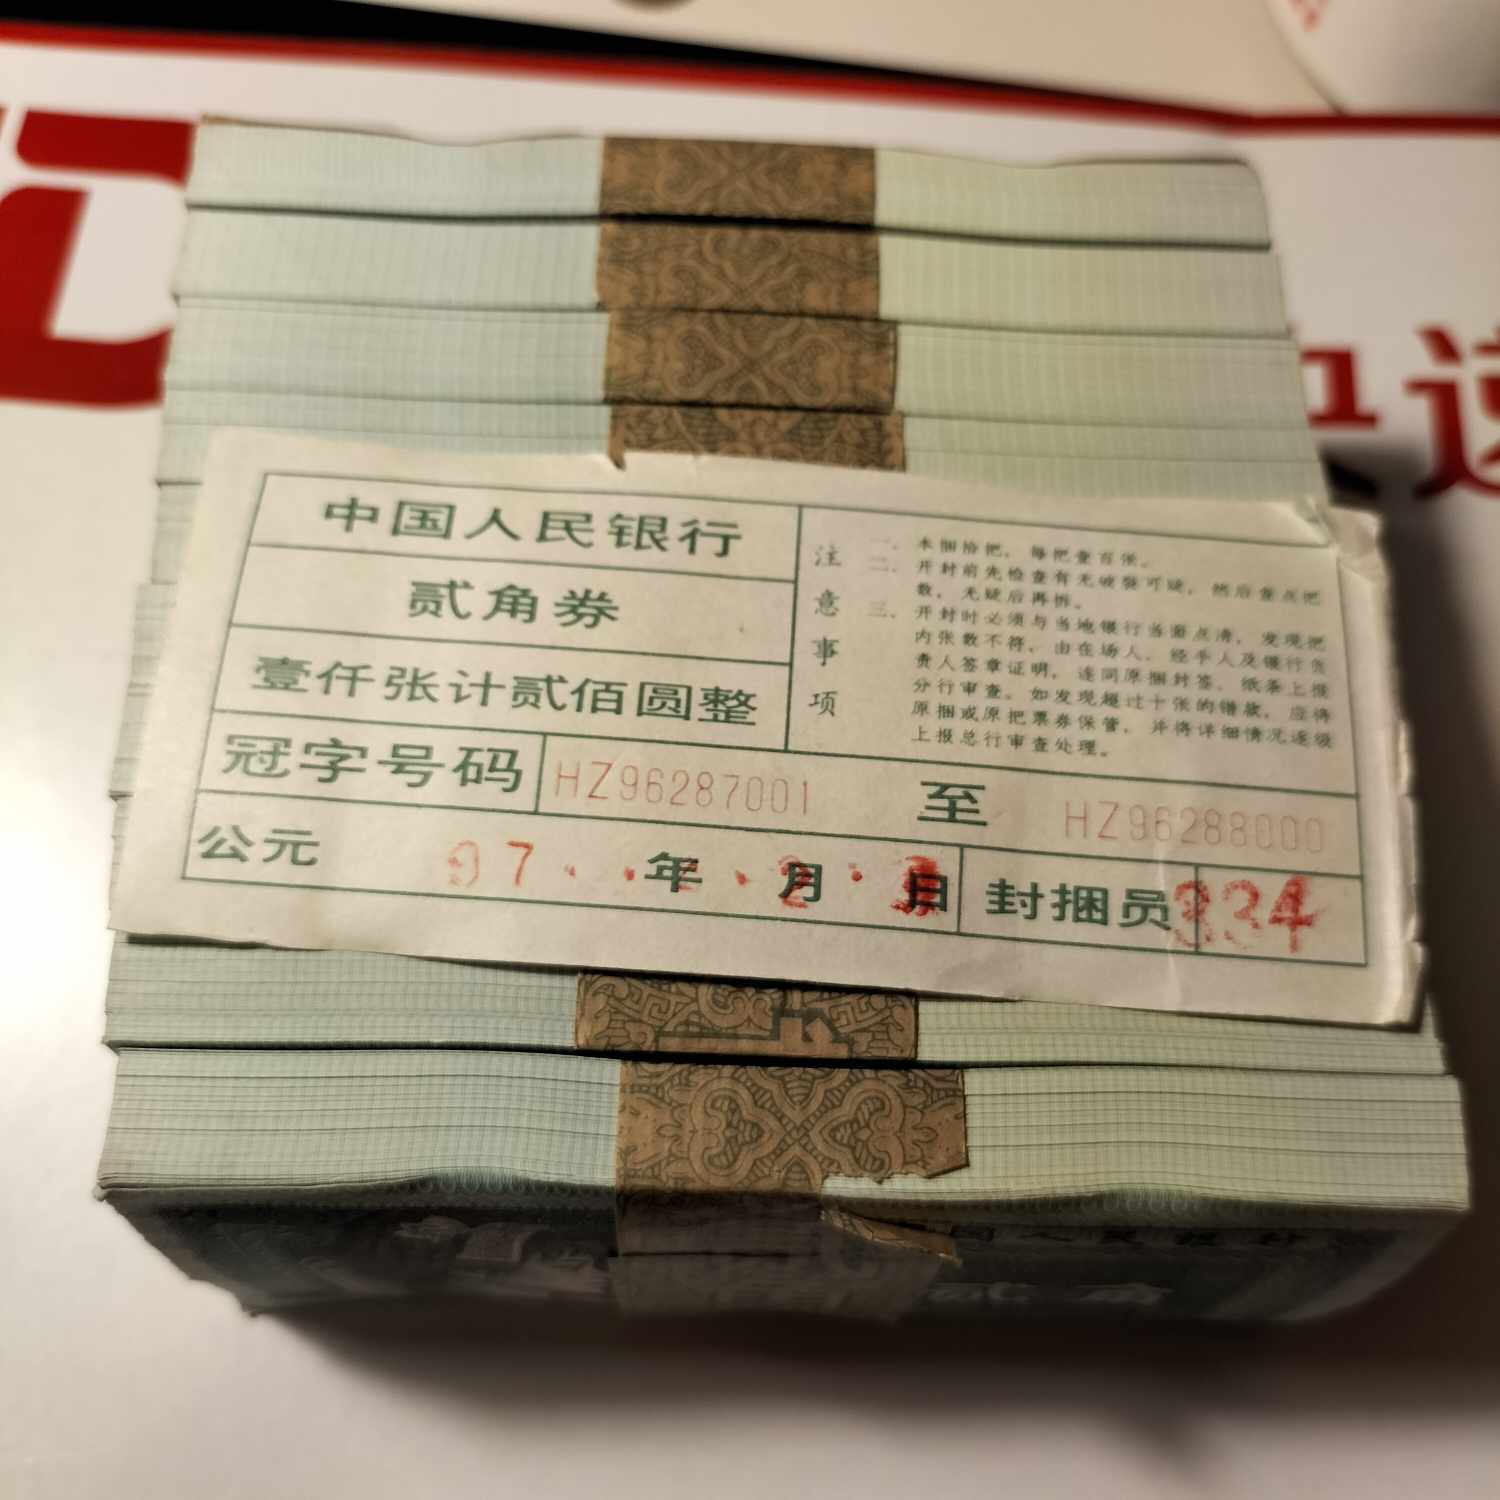 中国人民银行
贰角券
壹仟张计贰佰圆整
冠字号码 HZ96287001 至 HZ96288000
公元 97 年 月 日 封捆员 334
注意事项
一. 本捆拾把,每把壹百张。
二. 开封前先检查有无破裂可疑,然后查点把
数,无疑后再拆。
三. 开封时必须与当地银行当面点清,发现把
内张数不符,由在场人、经手人及银行负
责人签章证明,连同原捆封签、纸条上报
分行审查。如发现超过十张的错款,应将
原捆或原把票券保管,并将详细情况逐级
上报总行审查处理。
速